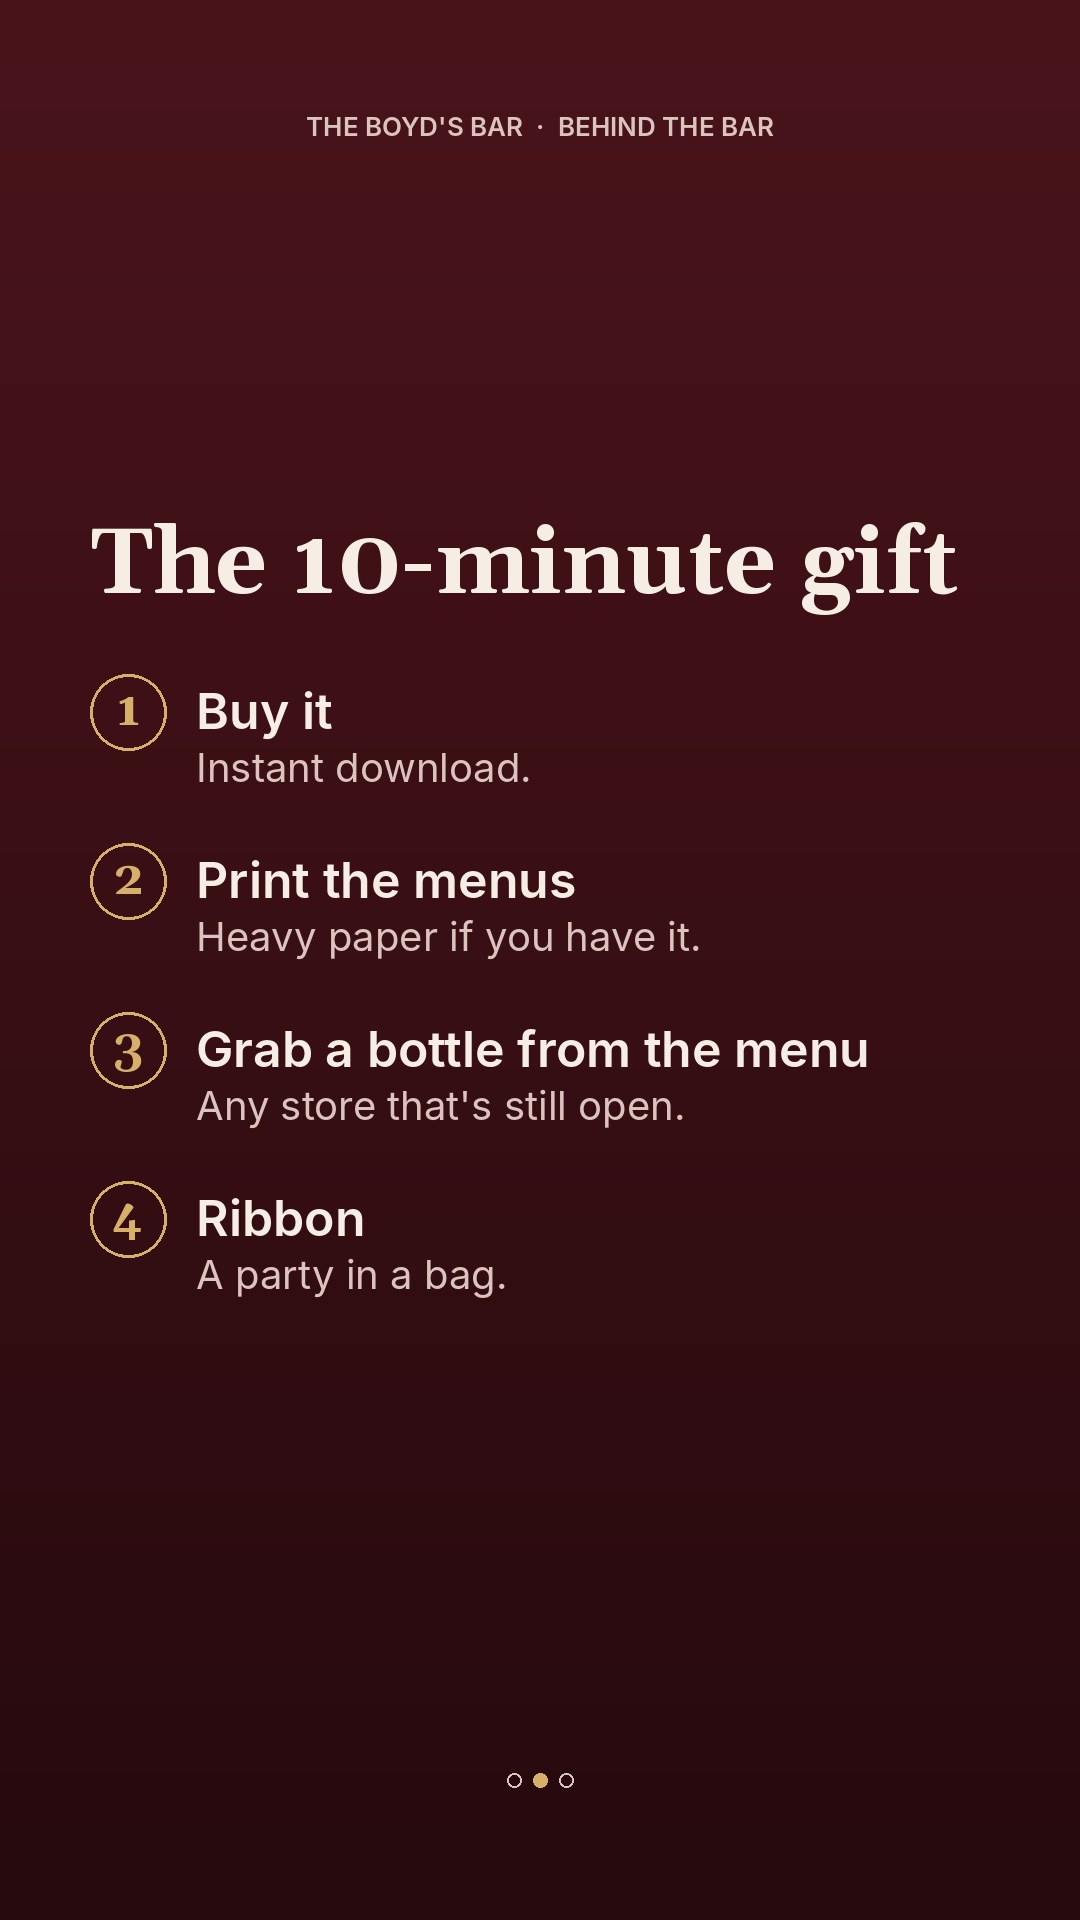 THE BOYD'S BAR · BEHIND THE BAR
The 10-minute gift
1 Buy it
Instant download.
2 Print the menus
Heavy paper if you have it.
3 Grab a bottle from the menu
Any store that's still open.
4 Ribbon
A party in a bag.